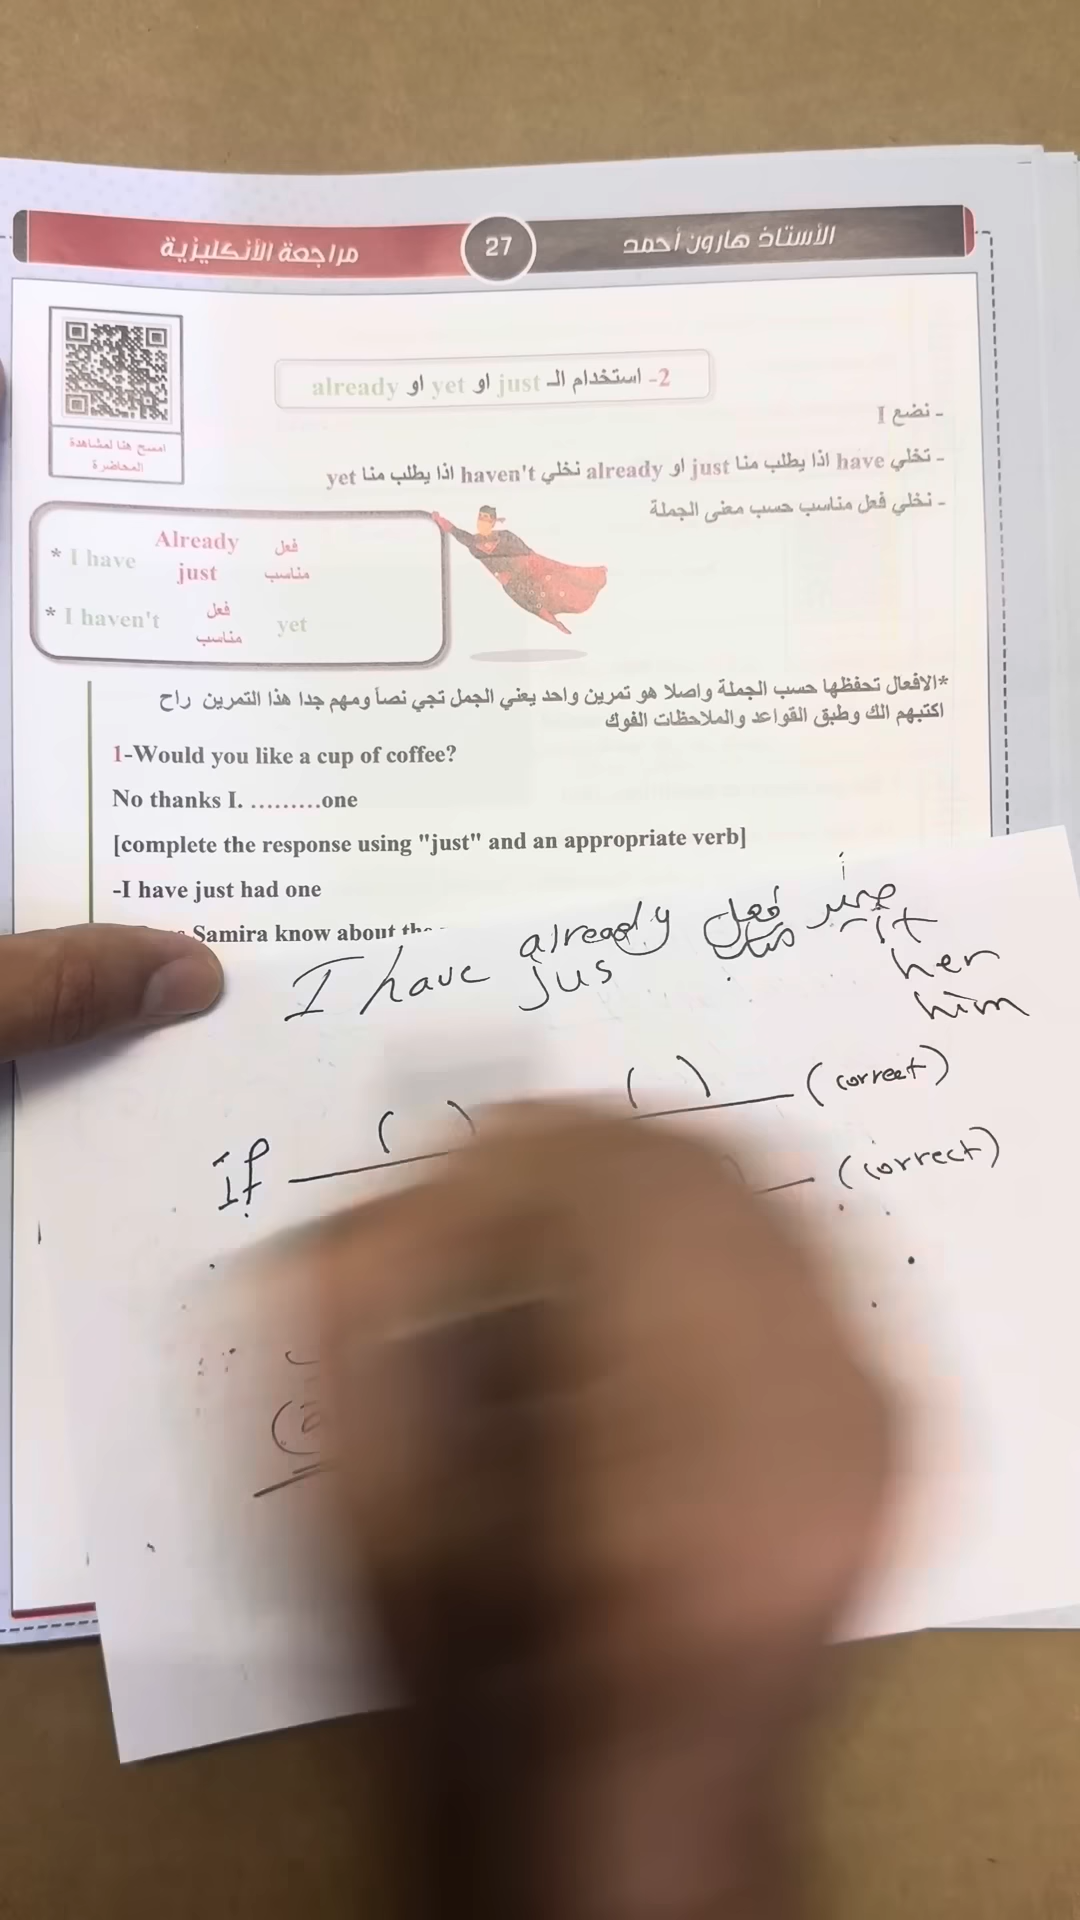 الأستاذ هارون أحمد
27
مراجعة الأنكليزية
امسح هنا لمشاهدة
المحاضرة
2- استخدام الـ just او yet او already
- نضع I
- تخلي have اذا يطلب منا just او already نخلي haven't اذا يطلب منا yet
- نخلي فعل مناسب حسب معنى الجملة
* I have Already just فعل مناسب
* I haven't فعل مناسب yet
*الافعال تحفظها حسب الجملة واصلا هو تمرين واحد يعني الجمل تجي نصاً ومهم جدا هذا التمرين راح
اكتبهم الك وطبق القواعد والملاحظات الفوك
1-Would you like a cup of coffee?
No thanks I. .........one
[complete the response using "just" and an appropriate verb]
-I have just had one
Samira know about the
I have already فعل
jus it
her
him
If ( ) ( ) (correct)
(correct)